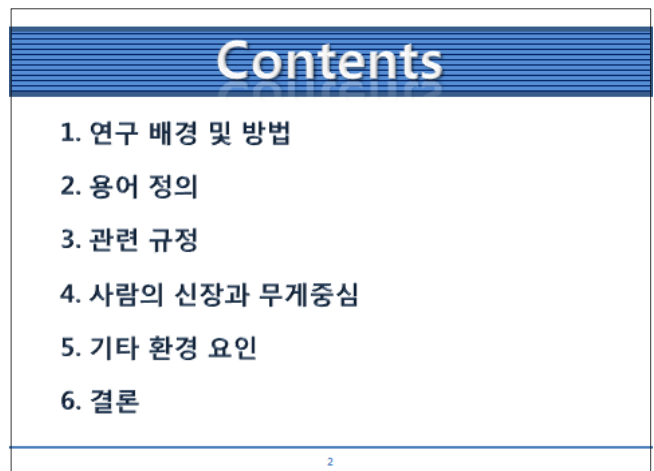 Contents
1. 연구 배경 및 방법
2. 용어 정의
3. 관련 규정
4. 사람의 신장과 무게중심
5. 기타 환경 요인
6. 결론
2